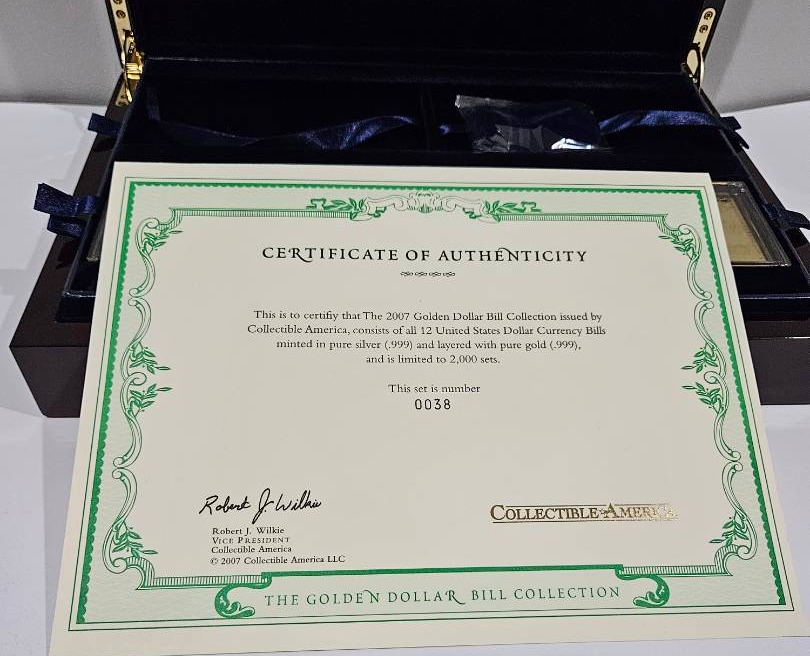 CERTIFICATE OF AUTHENTICITY
This is to certifiy that The 2007 Golden Dollar Bill Collection issued by
Collectible America, consists of all 12 United States Dollar Currency Bills
minted in pure silver (.999) and layered with pure gold (.999),
and is limited to 2,000 sets.
This set is number
0038
Robert J. Wilkie
Robert J. Wilkie
VICE PRESIDENT
Collectible America
© 2007 Collectible America LLC
COLLECTIBLE AMERICA
THE GOLDEN DOLLAR BILL COLLECTION